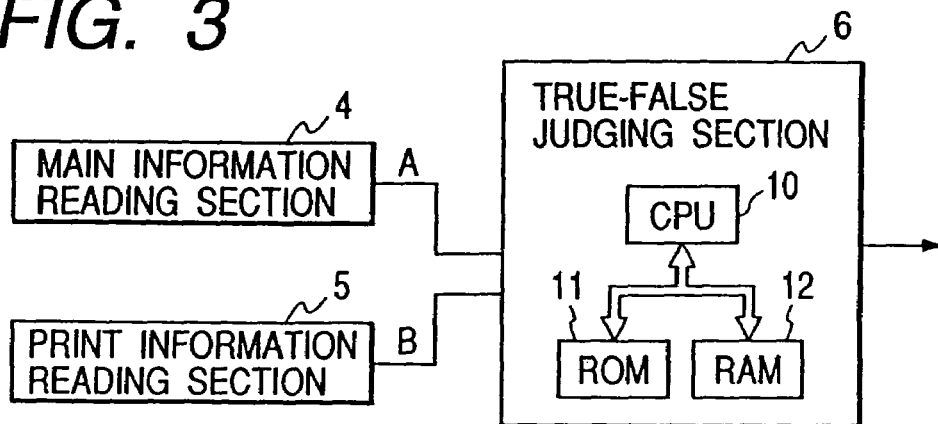 FIG. 3
6
TRUE-FALSE
JUDGING SECTION
4
MAIN INFORMATION
READING SECTION
A
10
CPU
5
PRINT INFORMATION
READING SECTION
B
11
12
ROM
RAM